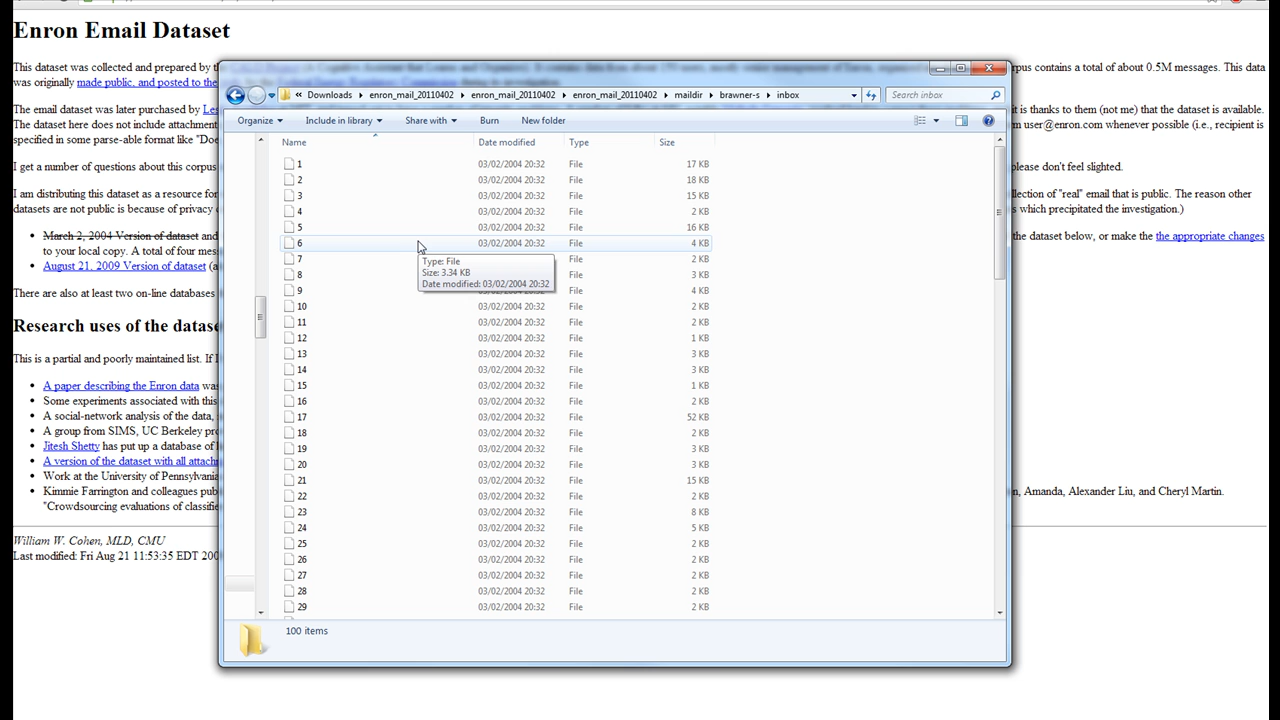 Enron Email Dataset
This dataset was collected and prepared by the
corpus contains a total of about 0.5M messages. This data
was originally made public, and posted to the
The email dataset was later purchased by Les
it is thanks to them (not me) that the dataset is available.
The dataset here does not include attachment
m user@enron.com whenever possible (i.e., recipient is
specified in some parse-able format like "Doe
I get a number of questions about this corpus
please don't feel slighted.
I am distributing this dataset as a resource for
llection of "real" email that is public. The reason other
datasets are not public is because of privacy
s which precipitated the investigation.)
March 2, 2004 Version of dataset and
the dataset below, or make the the appropriate changes
to your local copy. A total of four mes
August 21, 2009 Version of dataset (a
There are also at least two on-line databases
Research uses of the datase
This is a partial and poorly maintained list. If I
A paper describing the Enron data was
Some experiments associated with this
A social-network analysis of the data,
A group from SIMS, UC Berkeley pro
Jitesh Shetty has put up a database of l
A version of the dataset with all attachm
Work at the University of Pennsylvania
Kimmie Farrington and colleagues pub
n, Amanda, Alexander Liu, and Cheryl Martin.
"Crowdsourcing evaluations of classifie
William W. Cohen, MLD, CMU
Last modified: Fri Aug 21 11:53:35 EDT 200
« Downloads enron_mail_20110402 enron_mail_20110402 enron_mail_20110402 maildir brawner-s inbox
Search inbox
Organize Include in library Share with Burn New folder
Name Date modified Type Size
1 03/02/2004 20:32 File 17 KB
2 03/02/2004 20:32 File 18 KB
3 03/02/2004 20:32 File 15 KB
4 03/02/2004 20:32 File 2 KB
5 03/02/2004 20:32 File 16 KB
6 03/02/2004 20:32 File 4 KB
7 03/02/2004 20:32 File 2 KB
8 03/02/2004 20:32 File 3 KB
9 03/02/2004 20:32 File 4 KB
10 03/02/2004 20:32 File 2 KB
11 03/02/2004 20:32 File 2 KB
12 03/02/2004 20:32 File 1 KB
13 03/02/2004 20:32 File 3 KB
14 03/02/2004 20:32 File 3 KB
15 03/02/2004 20:32 File 1 KB
16 03/02/2004 20:32 File 2 KB
17 03/02/2004 20:32 File 52 KB
18 03/02/2004 20:32 File 2 KB
19 03/02/2004 20:32 File 3 KB
20 03/02/2004 20:32 File 3 KB
21 03/02/2004 20:32 File 15 KB
22 03/02/2004 20:32 File 2 KB
23 03/02/2004 20:32 File 8 KB
24 03/02/2004 20:32 File 5 KB
25 03/02/2004 20:32 File 2 KB
26 03/02/2004 20:32 File 2 KB
27 03/02/2004 20:32 File 2 KB
28 03/02/2004 20:32 File 2 KB
29 03/02/2004 20:32 File 2 KB
Type: File
Size: 3.34 KB
Date modified: 03/02/2004 20:32
100 items